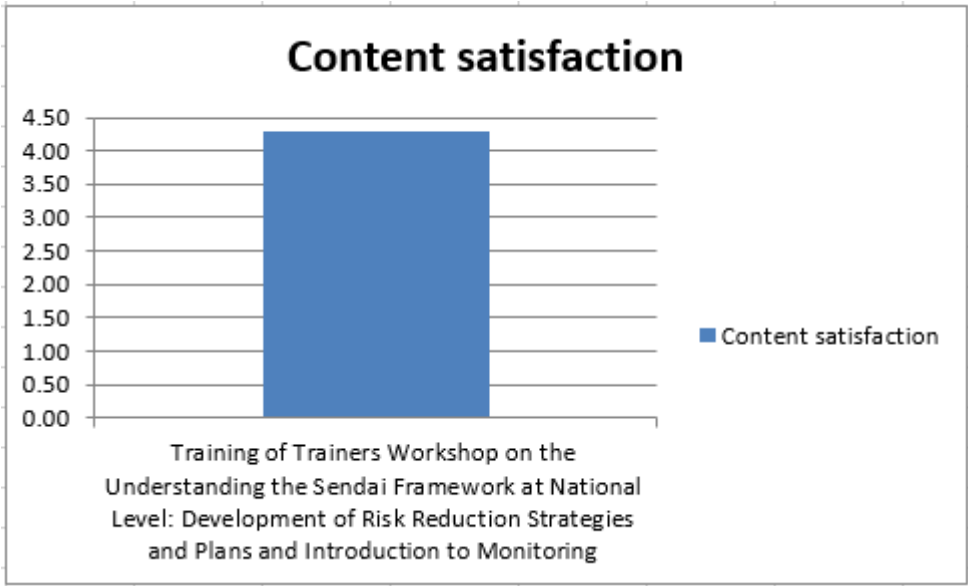 Content satisfaction
4.50
4.00
3.50
3.00
2.50
2.00
1.50
1.00
0.50
0.00
Content satisfaction
Training of Trainers Workshop on the
Understanding the Sendai Framework at National
Level: Development of Risk Reduction Strategies
and Plans and Introduction to Monitoring